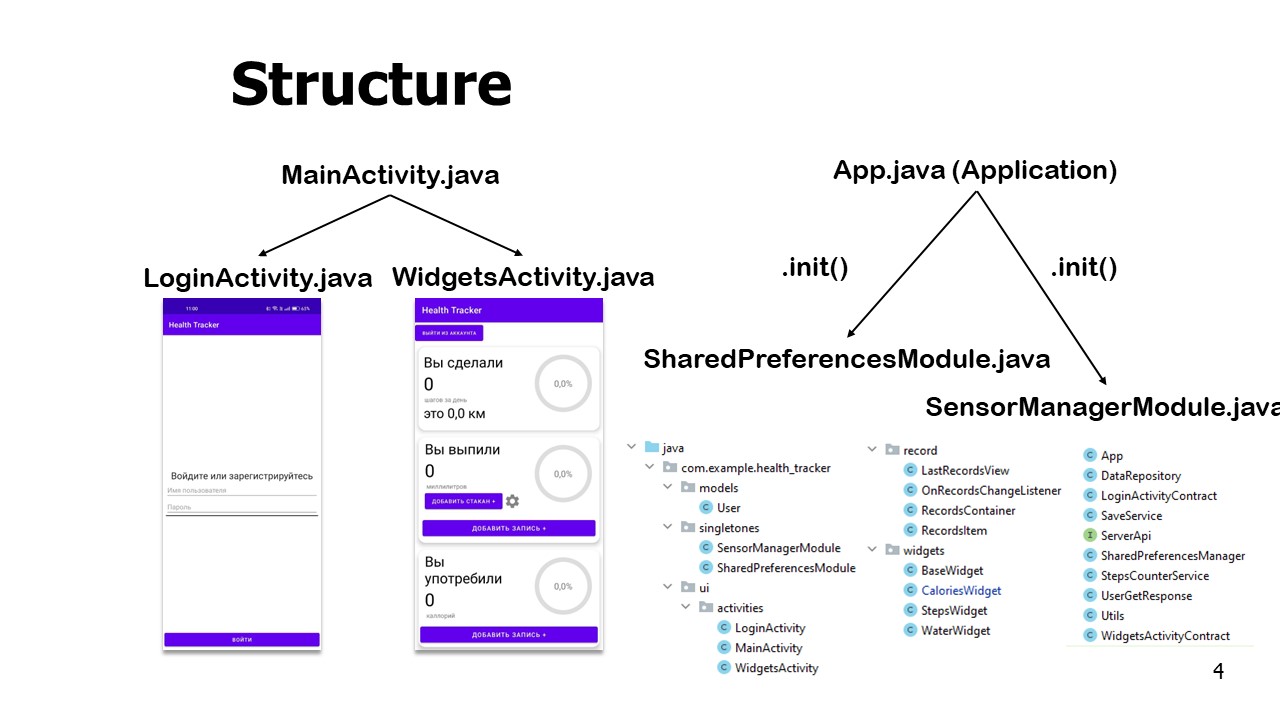 Structure
MainActivity.java
App.java (Application)
.init()
.init()
LoginActivity.java
WidgetsActivity.java
SharedPreferencesModule.java
SensorManagerModule.java
11:00
63%
Health Tracker
Войдите или зарегистрируйтесь
Имя пользователя
Пароль
ВОЙТИ
Health Tracker
ВЫЙТИ ИЗ АККАУНТА
Вы сделали
0
шагов за день
это 0,0 км
0,0%
Вы выпили
0
миллилитров
0,0%
ДОБАВИТЬ СТАКАН +
ДОБАВИТЬ ЗАПИСЬ +
Вы
употребили
0
каллорий
0,0%
ДОБАВИТЬ ЗАПИСЬ +
java
com.example.health_tracker
models
User
singletones
SensorManagerModule
SharedPreferencesModule
ui
activities
LoginActivity
MainActivity
WidgetsActivity
record
LastRecordsView
OnRecordsChangeListener
RecordsContainer
RecordsItem
widgets
BaseWidget
CaloriesWidget
StepsWidget
WaterWidget
App
DataRepository
LoginActivityContract
SaveService
ServerApi
SharedPreferencesManager
StepsCounterService
UserGetResponse
Utils
WidgetsActivityContract
4